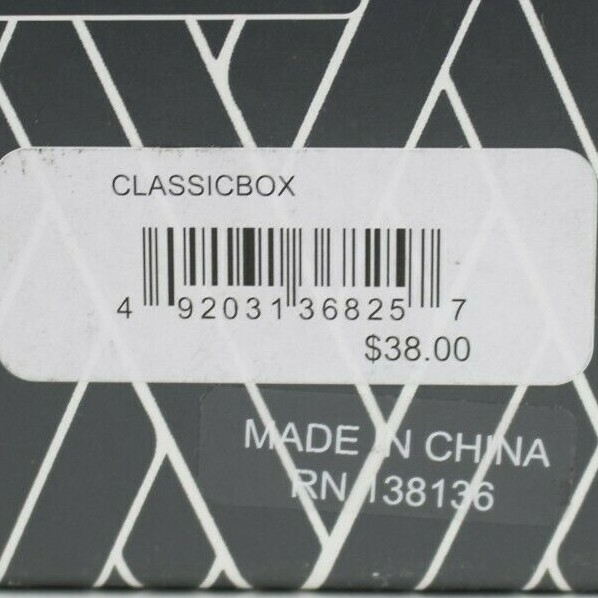 CLASSICBOX
4 92031 36825 7
$38.00
MADE IN CHINA
RN 138136